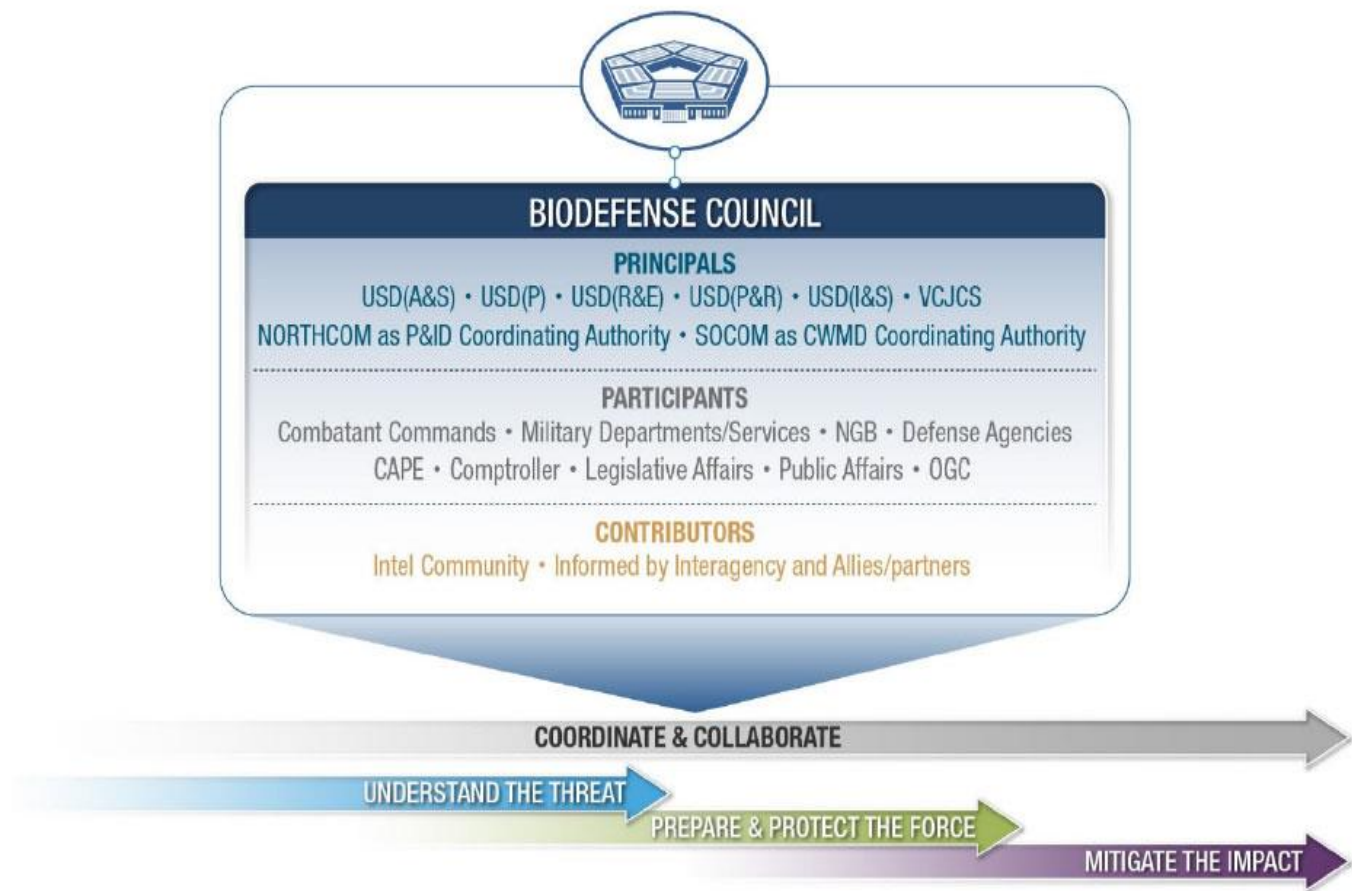 BIODEFENSE COUNCIL
PRINCIPALS
USD(A&S) • USD(P) • USD(R&E) • USD(P&R) • USD(I&S) • VCJCS
NORTHCOM as P&ID Coordinating Authority • SOCOM as CWMD Coordinating Authority
PARTICIPANTS
Combatant Commands • Military Departments/Services • NGB • Defense Agencies
CAPE • Comptroller • Legislative Affairs • Public Affairs • OGC
CONTRIBUTORS
Intel Community • Informed by Interagency and Allies/partners
COORDINATE & COLLABORATE
UNDERSTAND THE THREAT
PREPARE & PROTECT THE FORCE
MITIGATE THE IMPACT